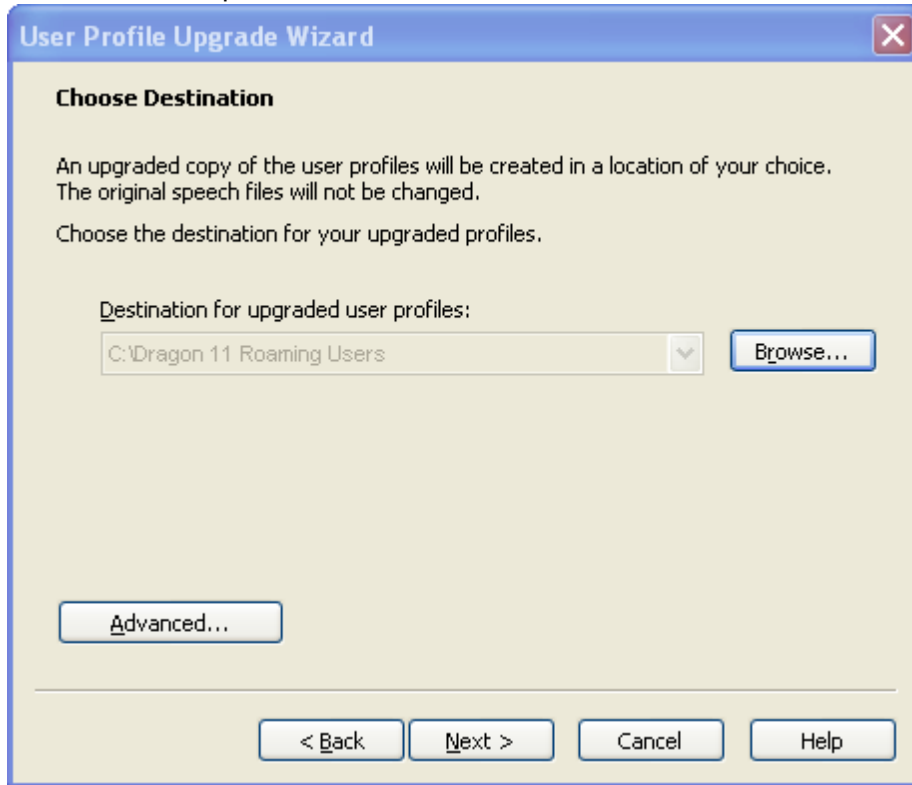 User Profile Upgrade Wizard
Choose Destination
An upgraded copy of the user profiles will be created in a location of your choice.
The original speech files will not be changed.
Choose the destination for your upgraded profiles.
Destination for upgraded user profiles:
C:\Dragon 11 Roaming Users
Browse...
Advanced...
< Back Next > Cancel Help